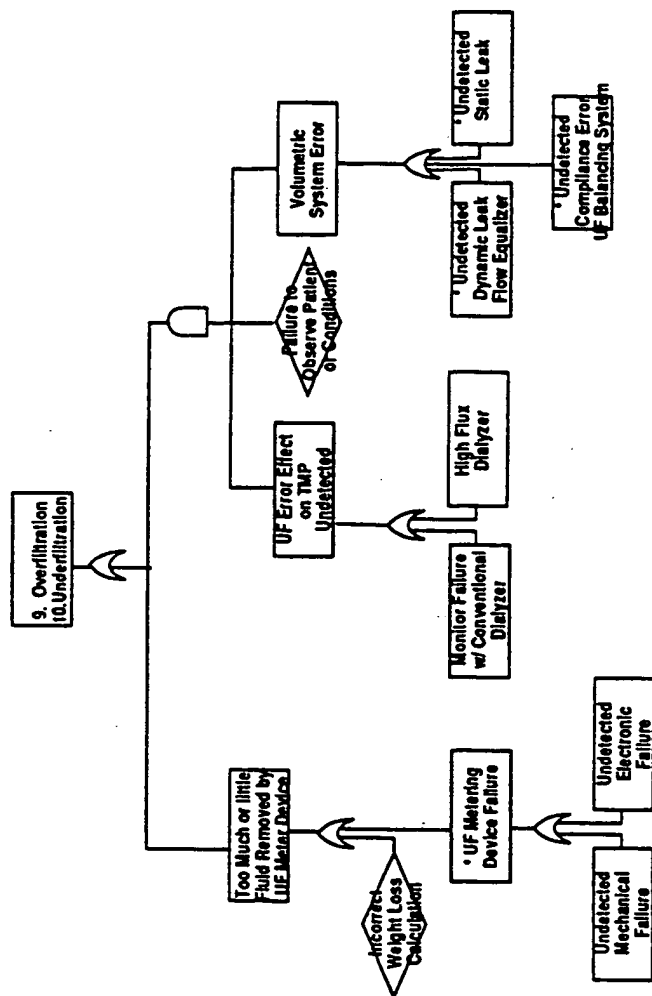 9. Overfiltration
10.Underfiltration
Too Much or little
Fluid Removed by
UF Meter Device
Incorrect
Weight Loss
Calculation
* UF Metering
Device Failure
Undetected
Mechanical
Failure
Undetected
Electronic
Failure
UF Error Effect
on TMP
Undetected
Monitor Failure
w/ Conventional
Dialyzer
High Flux
Dialyzer
Failure to
Observe Patient
or Conditions
Volumetric
System Error
* Undetected
Dynamic Leak
Flow Equalizer
* Undetected
Static Leak
* Undetected
Compliance Error
UF Balancing System